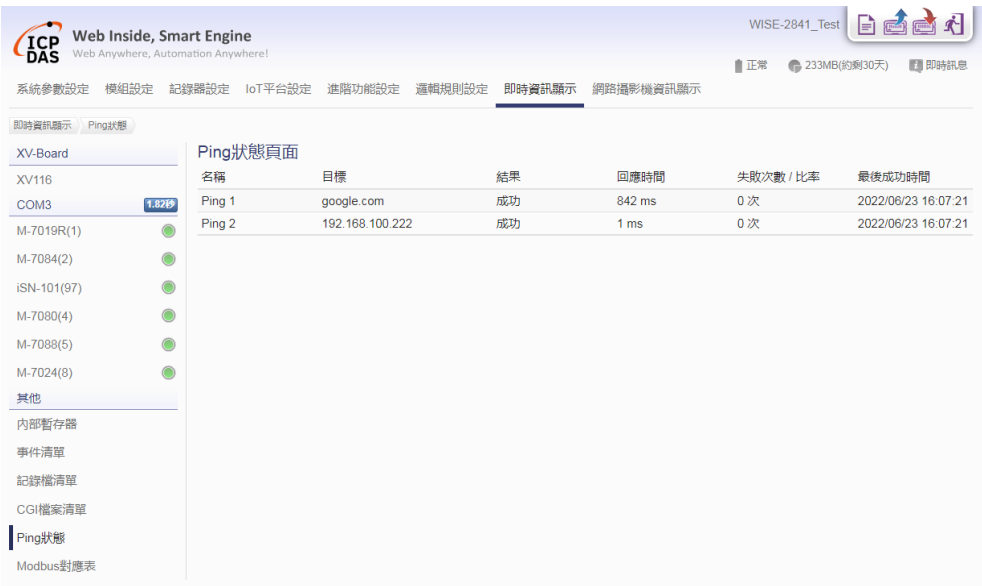 ICP DAS
Web Inside, Smart Engine
Web Anywhere, Automation Anywhere!
WISE-2841_Test
正常 233MB(約剩30天) 即時訊息
系統參數設定 模組設定 記錄器設定 IoT平台設定 進階功能設定 邏輯規則設定 即時資訊顯示 網路攝影機資訊顯示
即時資訊顯示 Ping狀態
XV-Board
XV116
COM3 1.82秒
M-7019R(1)
M-7084(2)
iSN-101(97)
M-7080(4)
M-7088(5)
M-7024(8)
其他
內部暫存器
事件清單
記錄檔清單
CGI檔案清單
Ping狀態
Modbus對應表
Ping狀態頁面
名稱 目標 結果 回應時間 失敗次數 / 比率 最後成功時間
Ping 1 google.com 成功 842 ms 0 次 2022/06/23 16:07:21
Ping 2 192.168.100.222 成功 1 ms 0 次 2022/06/23 16:07:21